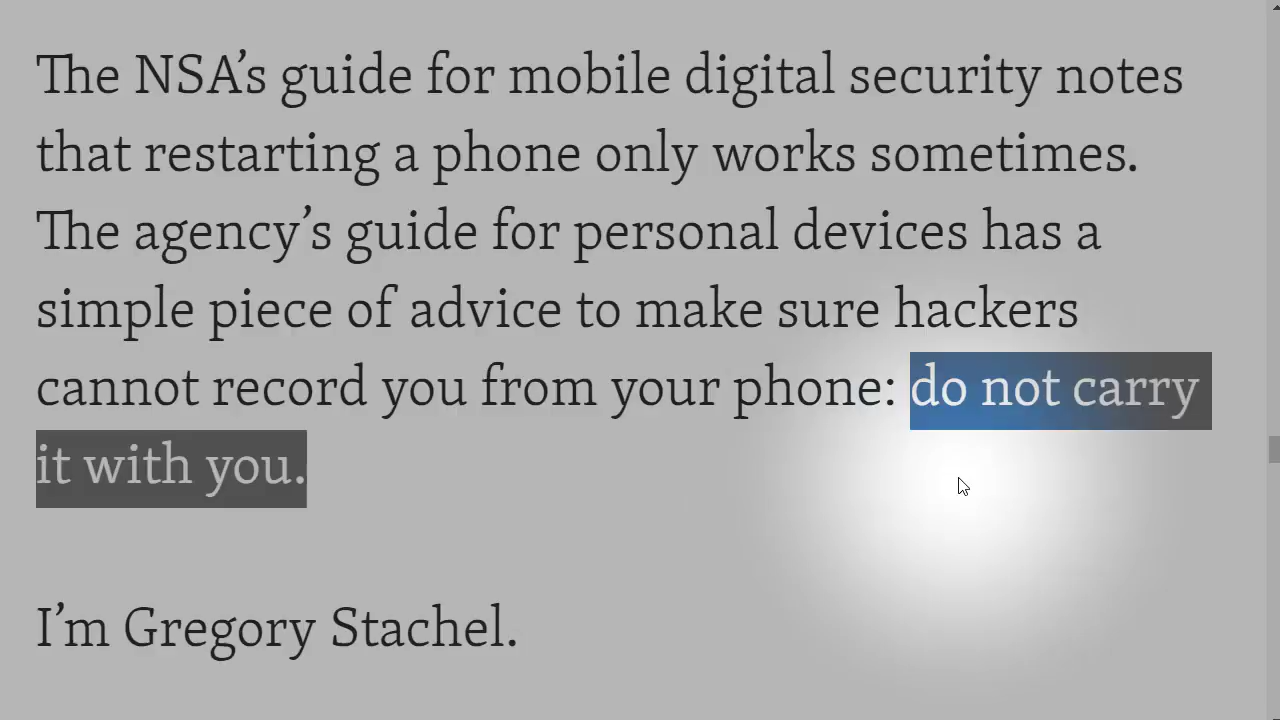 The NSA’s guide for mobile digital security notes
that restarting a phone only works sometimes.
The agency’s guide for personal devices has a
simple piece of advice to make sure hackers
cannot record you from your phone: do not carry
it with you.
I’m Gregory Stachel.